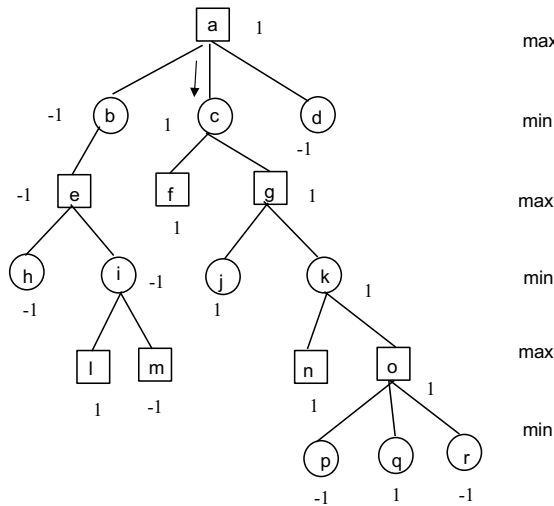 a 1 max
-1 b 1 c d min
-1
-1 e f g 1 max
1
h i -1 j k 1 min
-1 1
l m n o max
1 -1 1 1
p q r min
-1 1 -1